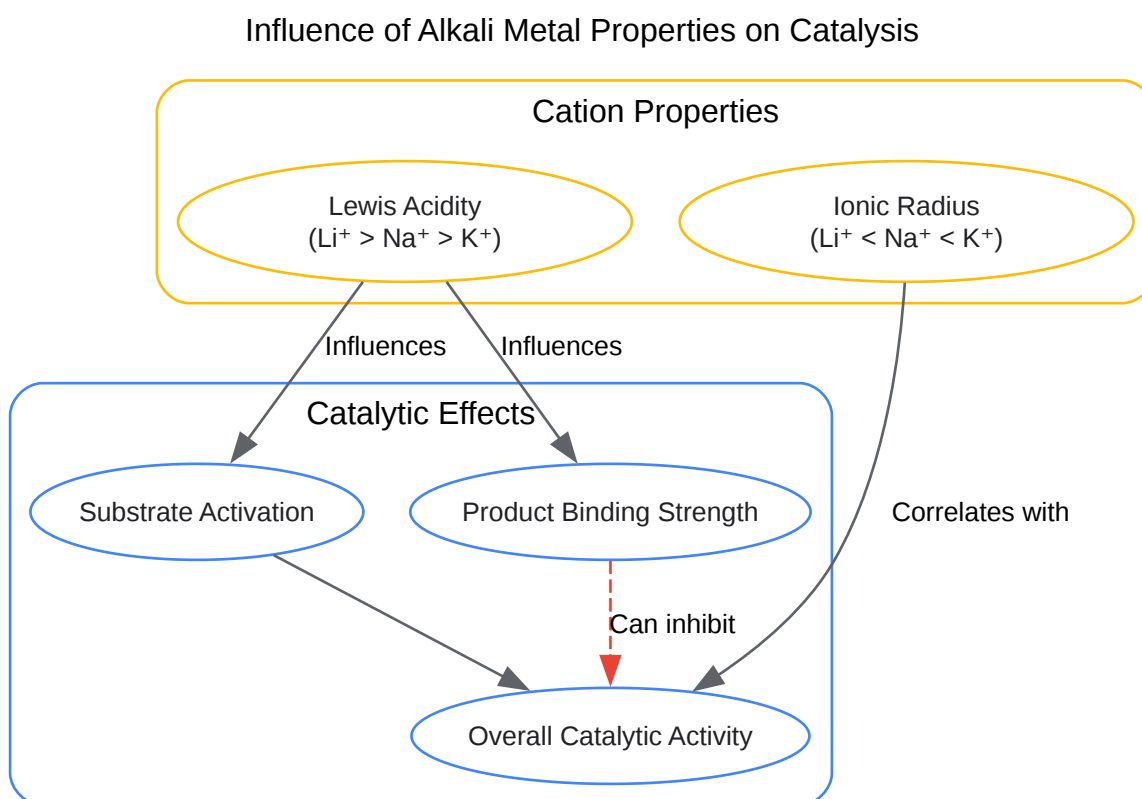 Influence of Alkali Metal Properties on Catalysis
Cation Properties
Lewis Acidity
(Li⁺ > Na⁺ > K⁺)
Ionic Radius
(Li⁺ < Na⁺ < K⁺)
Influences
Influences
Catalytic Effects
Substrate Activation
Product Binding Strength
Correlates with
Can inhibit
Overall Catalytic Activity